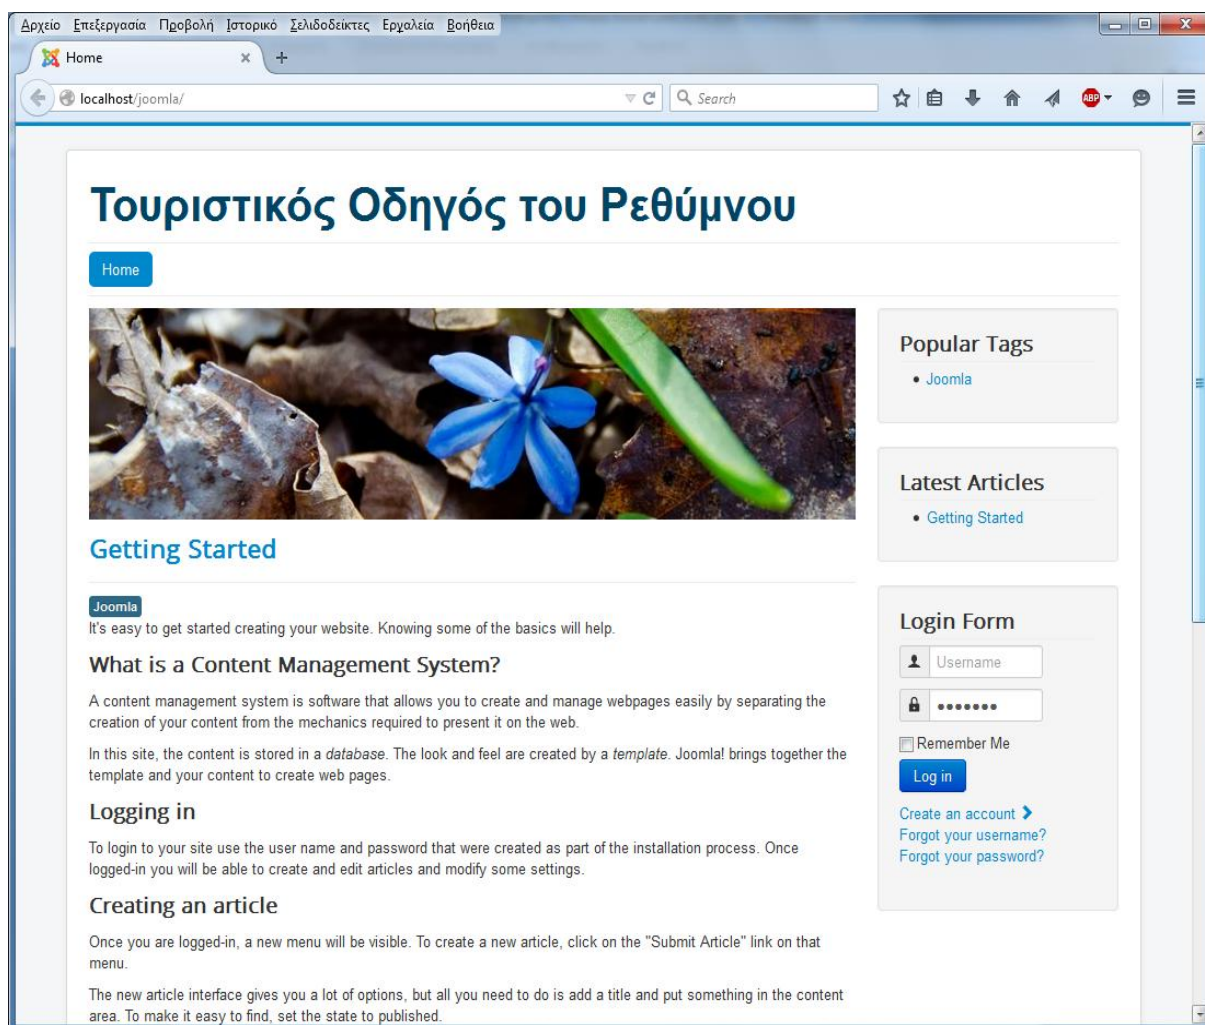 Αρχείο Επεξεργασία Προβολή Ιστορικό Σελιδοδείκτες Εργαλεία Βοήθεια
Home
localhost/joomla/
Search
ABP
Τουριστικός Οδηγός του Ρεθύμνου
Home
Getting Started
Joomla
It's easy to get started creating your website. Knowing some of the basics will help.
What is a Content Management System?
A content management system is software that allows you to create and manage webpages easily by separating the
creation of your content from the mechanics required to present it on the web.
In this site, the content is stored in a database. The look and feel are created by a template. Joomla! brings together the
template and your content to create web pages.
Logging in
To login to your site use the user name and password that were created as part of the installation process. Once
logged-in you will be able to create and edit articles and modify some settings.
Creating an article
Once you are logged-in, a new menu will be visible. To create a new article, click on the "Submit Article" link on that
menu.
The new article interface gives you a lot of options, but all you need to do is add a title and put something in the content
area. To make it easy to find, set the state to published.
Popular Tags
Joomla
Latest Articles
Getting Started
Login Form
Username
Remember Me
Log in
Create an account
Forgot your username?
Forgot your password?